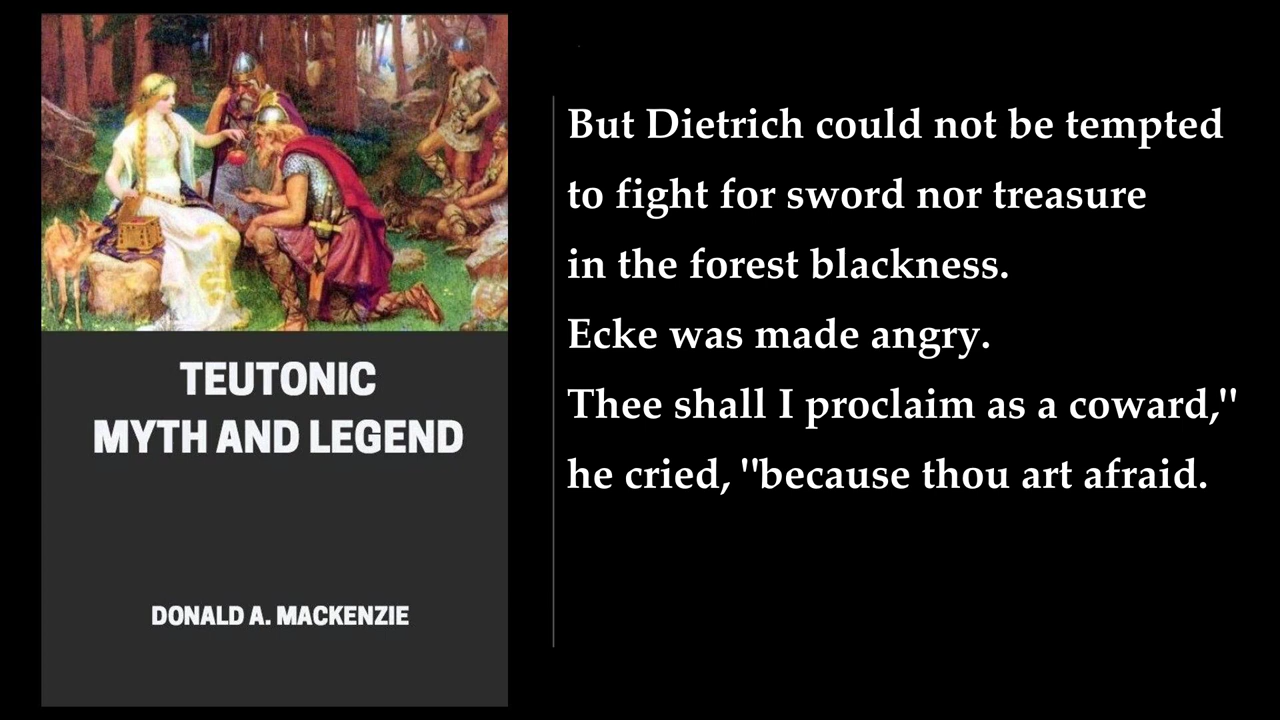 TEUTONIC
MYTH AND LEGEND
DONALD A. MACKENZIE
But Dietrich could not be tempted
to fight for sword nor treasure
in the forest blackness.
Ecke was made angry.
Thee shall I proclaim as a coward,"
he cried, "because thou art afraid.